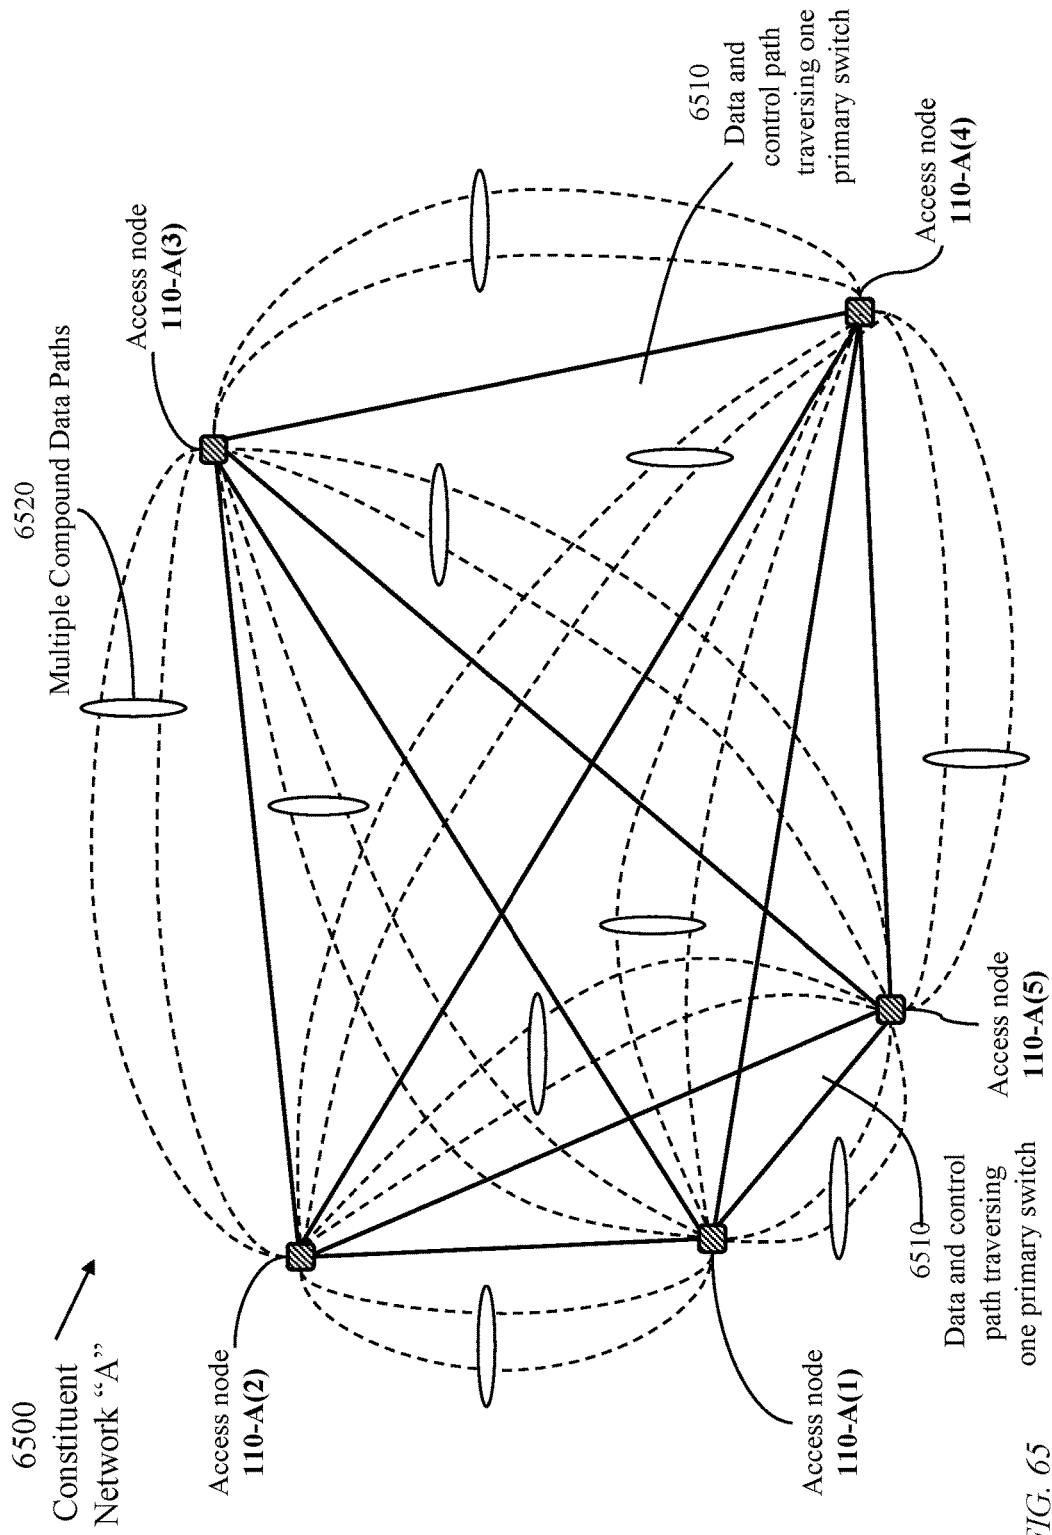 6500
Constituent
Network “A”
6520
Multiple Compound Data Paths
Access node
110-A(3)
6510
Data and
control path
traversing one
primary switch
Access node
110-A(2)
Access node
110-A(4)
Access node
110-A(1)
6510
Data and control
path traversing
one primary switch
Access node
110-A(5)
FIG. 65